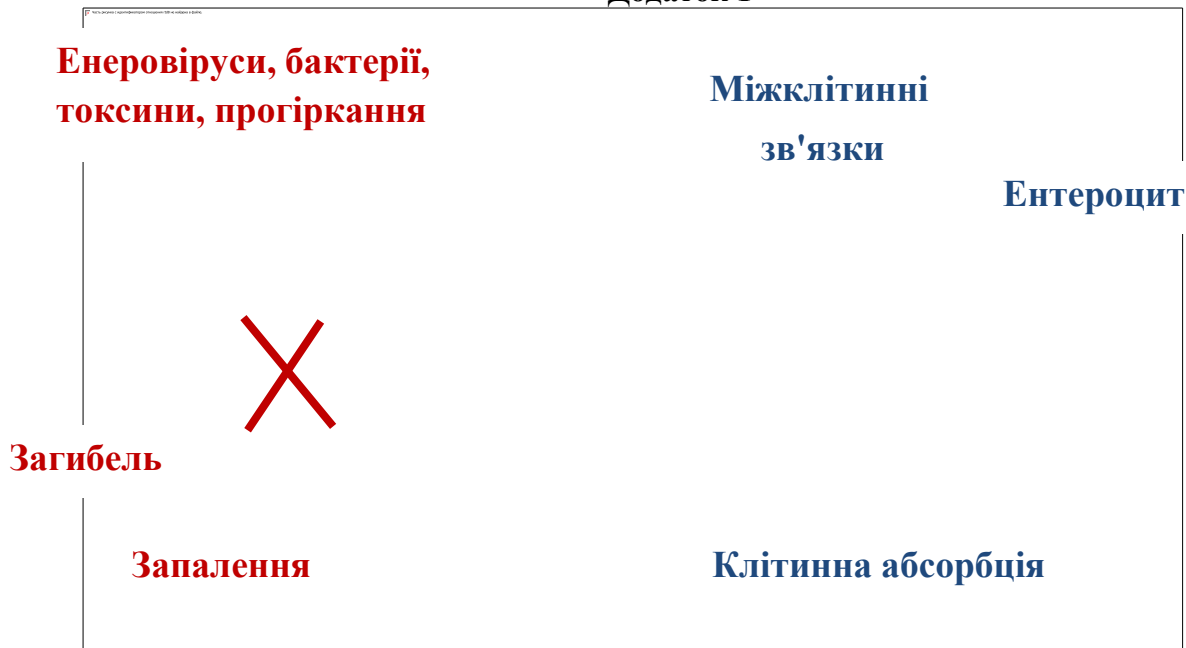 Енеровіруси, бактерії,
токсини, прогіркання
Міжклітинні
зв'язки
Ентероцит
Загибель
Запалення
Клітинна абсорбція